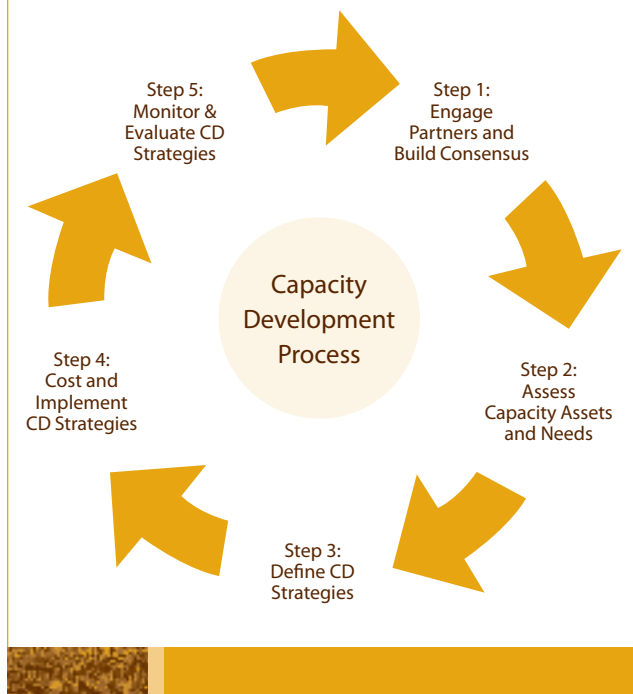 Step 5:
Monitor &
Evaluate CD
Strategies
Step 1:
Engage
Partners and
Build Consensus
Capacity
Development
Process
Step 4:
Cost and
Implement
CD Strategies
Step 2:
Assess
Capacity Assets
and Needs
Step 3:
Define CD
Strategies